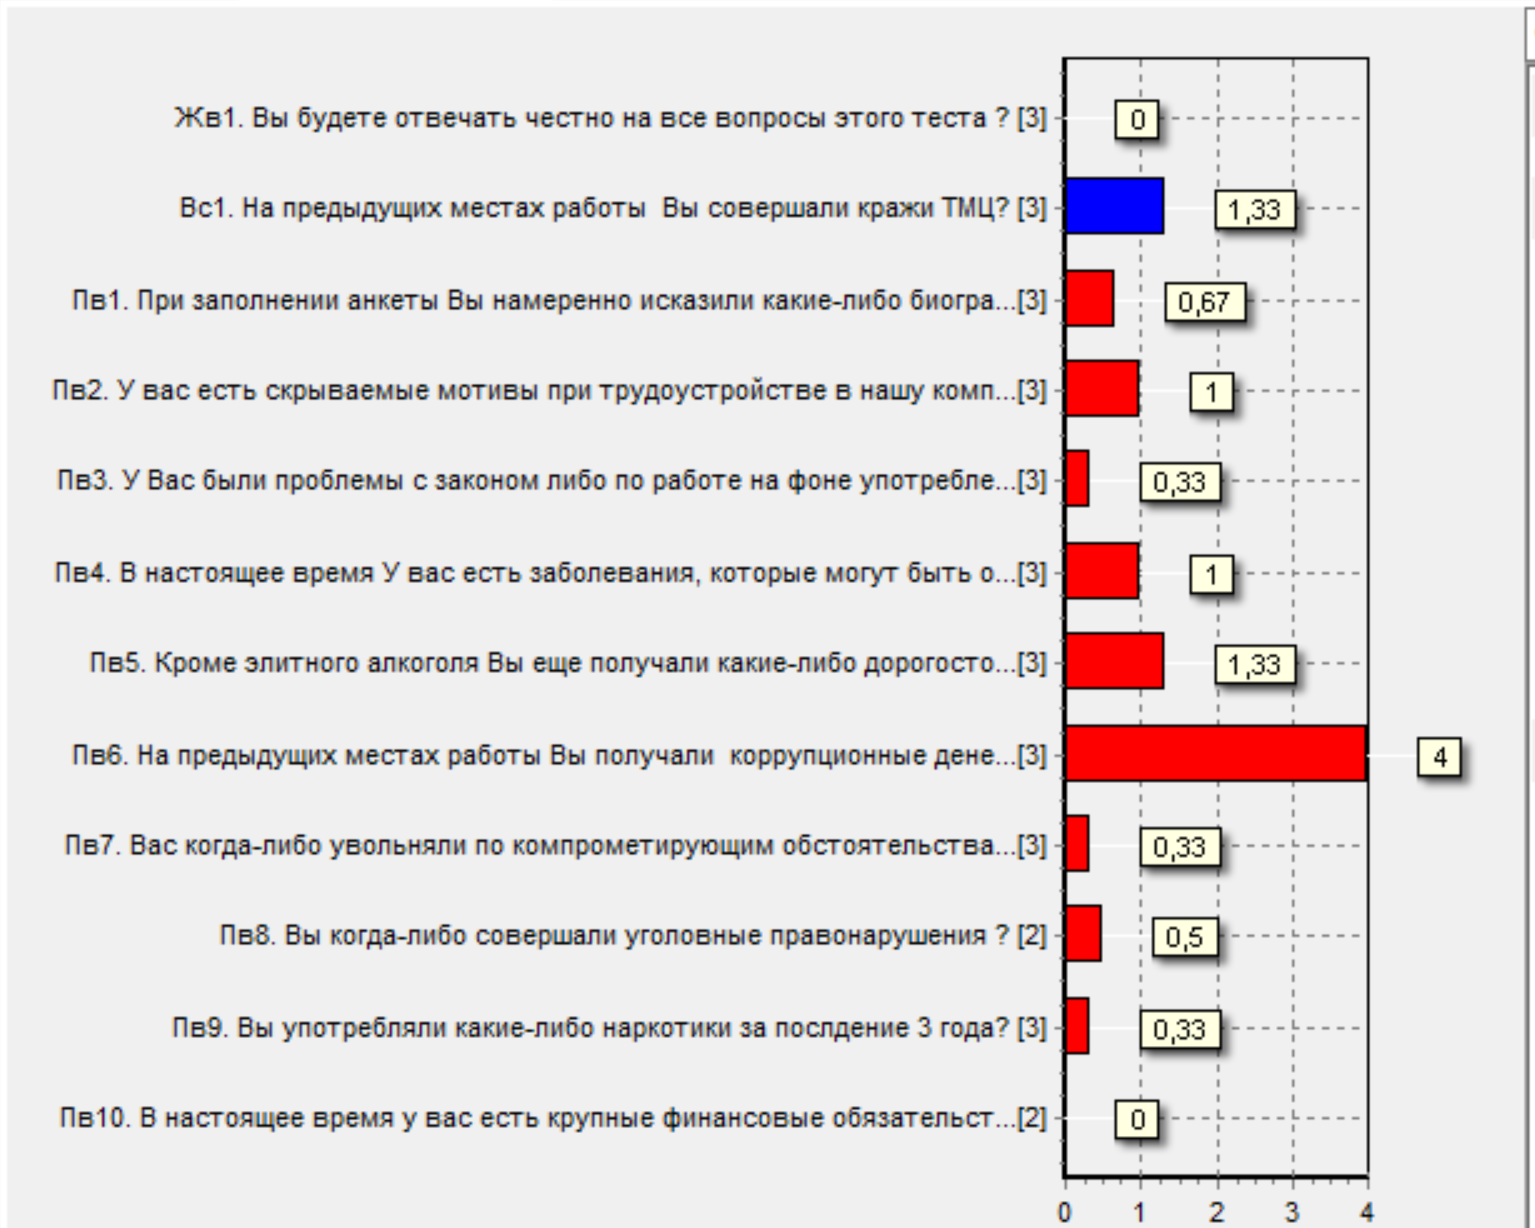 Жв1. Вы будете отвечать честно на все вопросы этого теста ? [3] 0
Вс1. На предыдущих местах работы  Вы совершали кражи ТМЦ? [3] 1,33
Пв1. При заполнении анкеты Вы намеренно исказили какие-либо биогра...[3] 0,67
Пв2. У вас есть скрываемые мотивы при трудоустройстве в нашу комп...[3] 1
Пв3. У Вас были проблемы с законом либо по работе на фоне употребле...[3] 0,33
Пв4. В настоящее время У вас есть заболевания, которые могут быть о...[3] 1
Пв5. Кроме элитного алкоголя Вы еще получали какие-либо дорогосто...[3] 1,33
Пв6. На предыдущих местах работы Вы получали  коррупционные дене...[3] 4
Пв7. Вас когда-либо увольняли по компрометирующим обстоятельства...[3] 0,33
Пв8. Вы когда-либо совершали уголовные правонарушения ? [2] 0,5
Пв9. Вы употребляли какие-либо наркотики за послдение 3 года? [3] 0,33
Пв10. В настоящее время у вас есть крупные финансовые обязательст...[2] 0
0 1 2 3 4